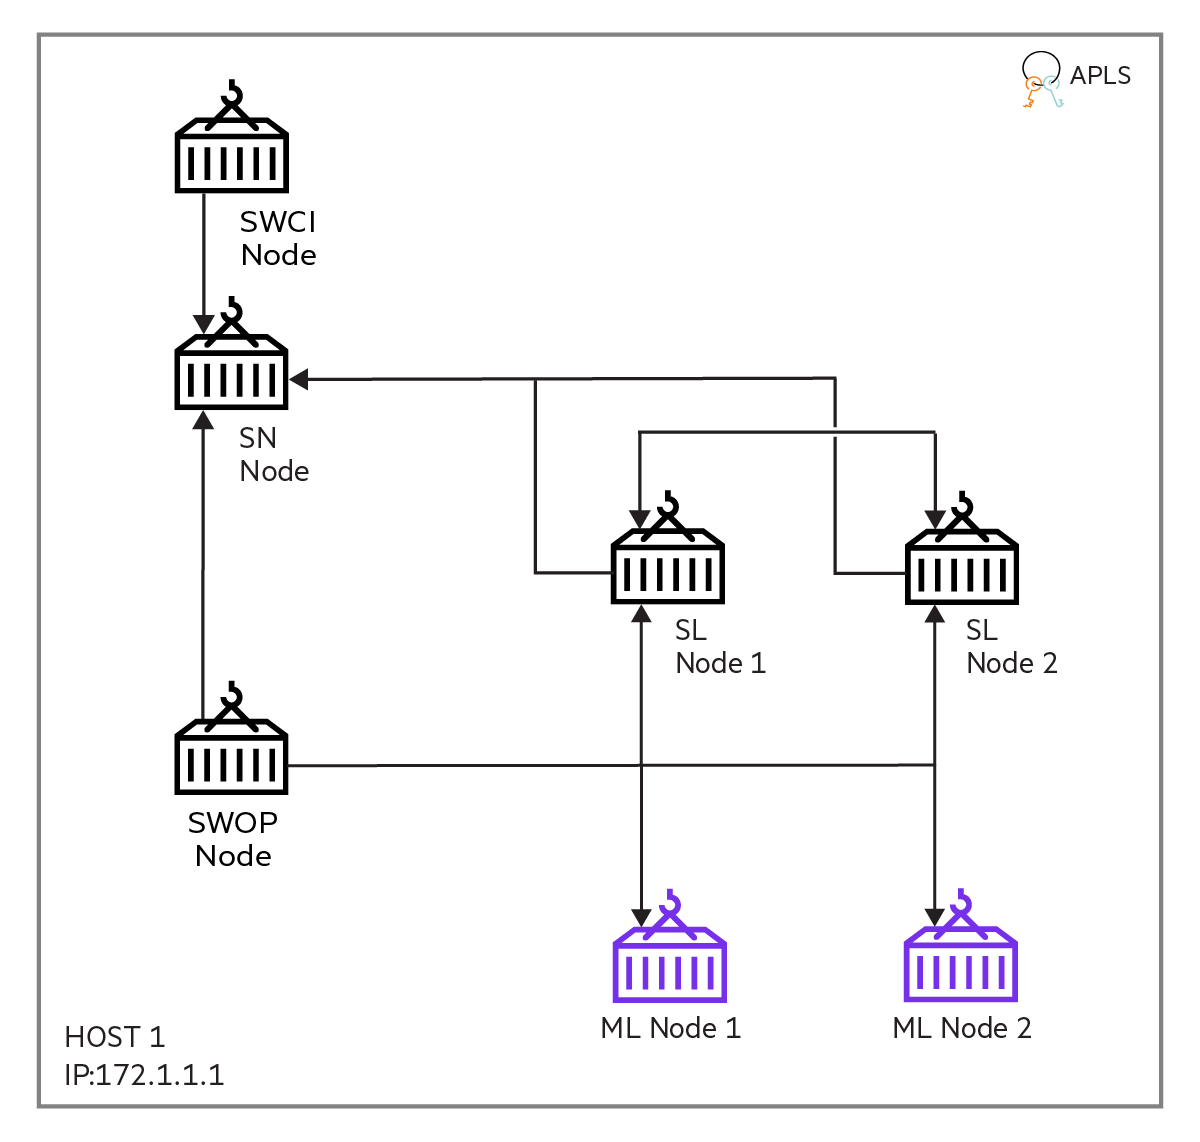 APLS
SWCI
Node
SN
Node
SL
Node 1
SL
Node 2
SWOP
Node
ML Node 1
ML Node 2
HOST 1
IP:172.1.1.1